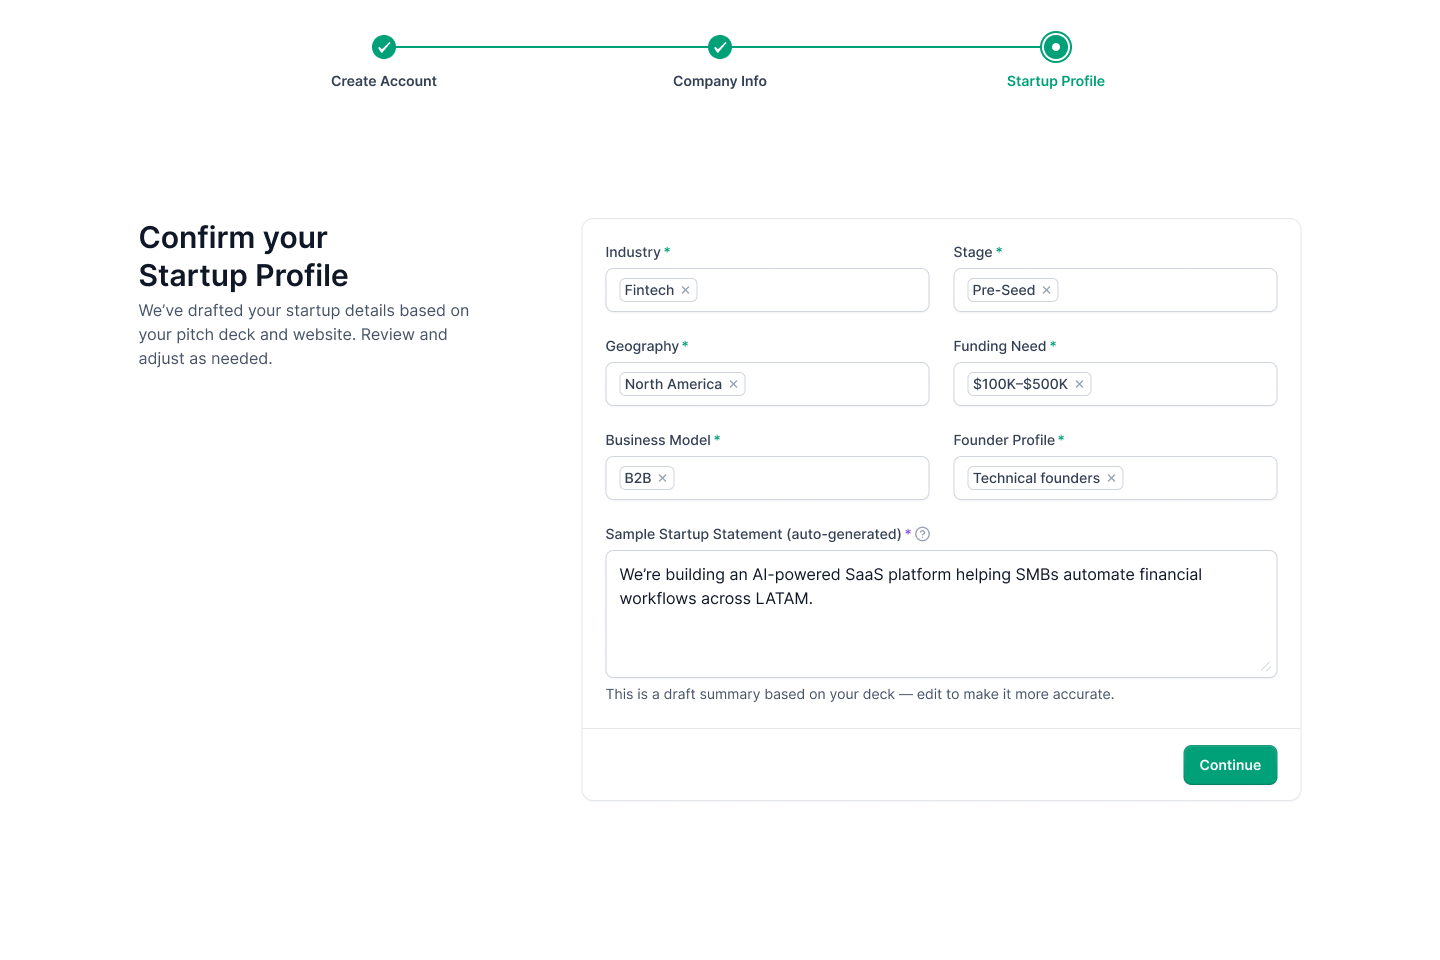 Create Account
Company Info
Startup Profile
Confirm your
Startup Profile
We’ve drafted your startup details based on
your pitch deck and website. Review and
adjust as needed.
Industry *
Fintech ×
Stage *
Pre-Seed ×
Geography *
North America ×
Funding Need *
$100K–$500K ×
Business Model *
B2B ×
Founder Profile *
Technical founders ×
Sample Startup Statement (auto-generated) * ?
We’re building an AI-powered SaaS platform helping SMBs automate financial
workflows across LATAM.
This is a draft summary based on your deck — edit to make it more accurate.
Continue